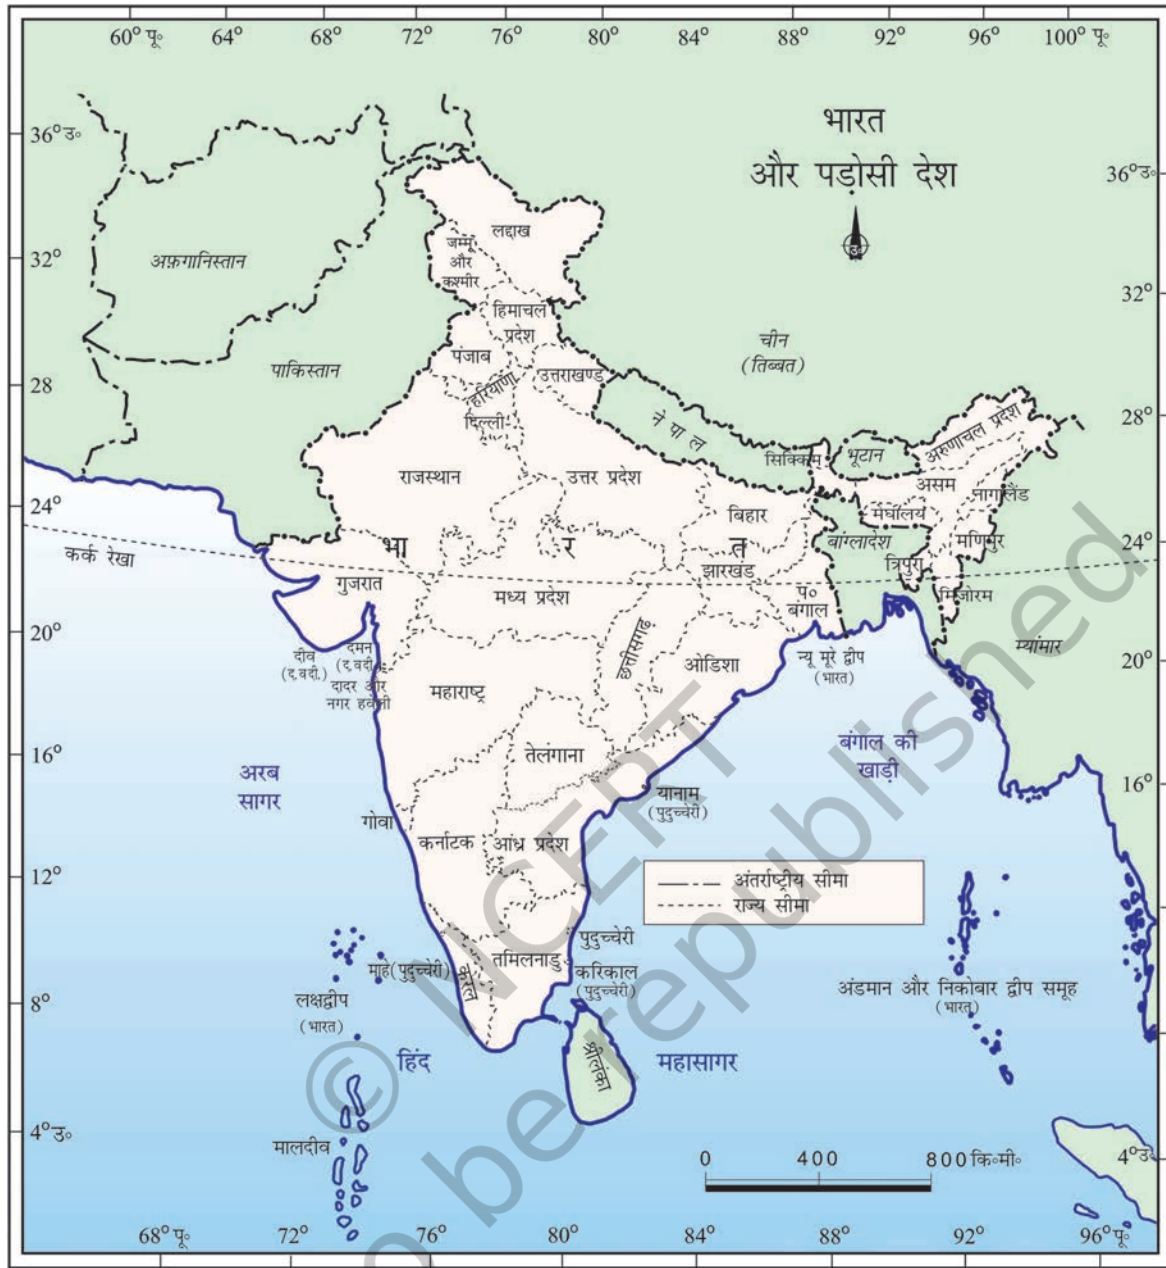 60° पू॰ 64° 68° 72° 76° 80° 84° 88° 92° 96° 100° पू॰
भारत
और पड़ोसी देश
36° उ॰
36° उ॰
उ॰
लद्दाख
जम्मू
और
कश्मीर
अफ़गानिस्तान
32°
32°
हिमाचल
प्रदेश
चीन
(तिब्बत)
पंजाब
पाकिस्तान
उत्तराखण्ड
हरियाणा
28°
28°
दिल्ली
नेपाल
सिक्किम
भूटान
अरुणाचल प्रदेश
राजस्थान
उत्तर प्रदेश
असम
नागालैंड
24°
24°
बिहार
मेघालय
बांग्लादेश
मणिपुर
कर्क रेखा
भा र त
त्रिपुरा
झारखंड
गुजरात
मध्य प्रदेश
प०
बंगाल
मिज़ोरम
20°
20°
छत्तीसगढ़
ओडिशा
म्यांमार
दीव
(द.वदी.)
दमन
(द.वदी.)
दादर और
नगर हवेली
न्यू मूरे द्वीप
(भारत)
महाराष्ट्र
तेलंगाना
16°
16°
अरब
सागर
बंगाल की
खाड़ी
यानाम
(पुदुच्चेरी)
गोवा
कर्नाटक
आंध्र प्रदेश
12°
12°
अंतर्राष्ट्रीय सीमा
राज्य सीमा
पुदुच्चेरी
तमिलनाडु
करिकाल
(पुदुच्चेरी)
माहे(पुदुच्चेरी)
केरल
8°
8°
लक्षद्वीप
(भारत)
अंडमान और निकोबार द्वीप समूह
(भारत)
हिंद
महासागर
श्रीलंका
4° उ॰
4° उ॰
मालदीव
0 400 800 कि॰मी॰
68° पू॰ 72° 76° 80° 84° 88° 92° 96° पू॰
© NCERT
o be republished